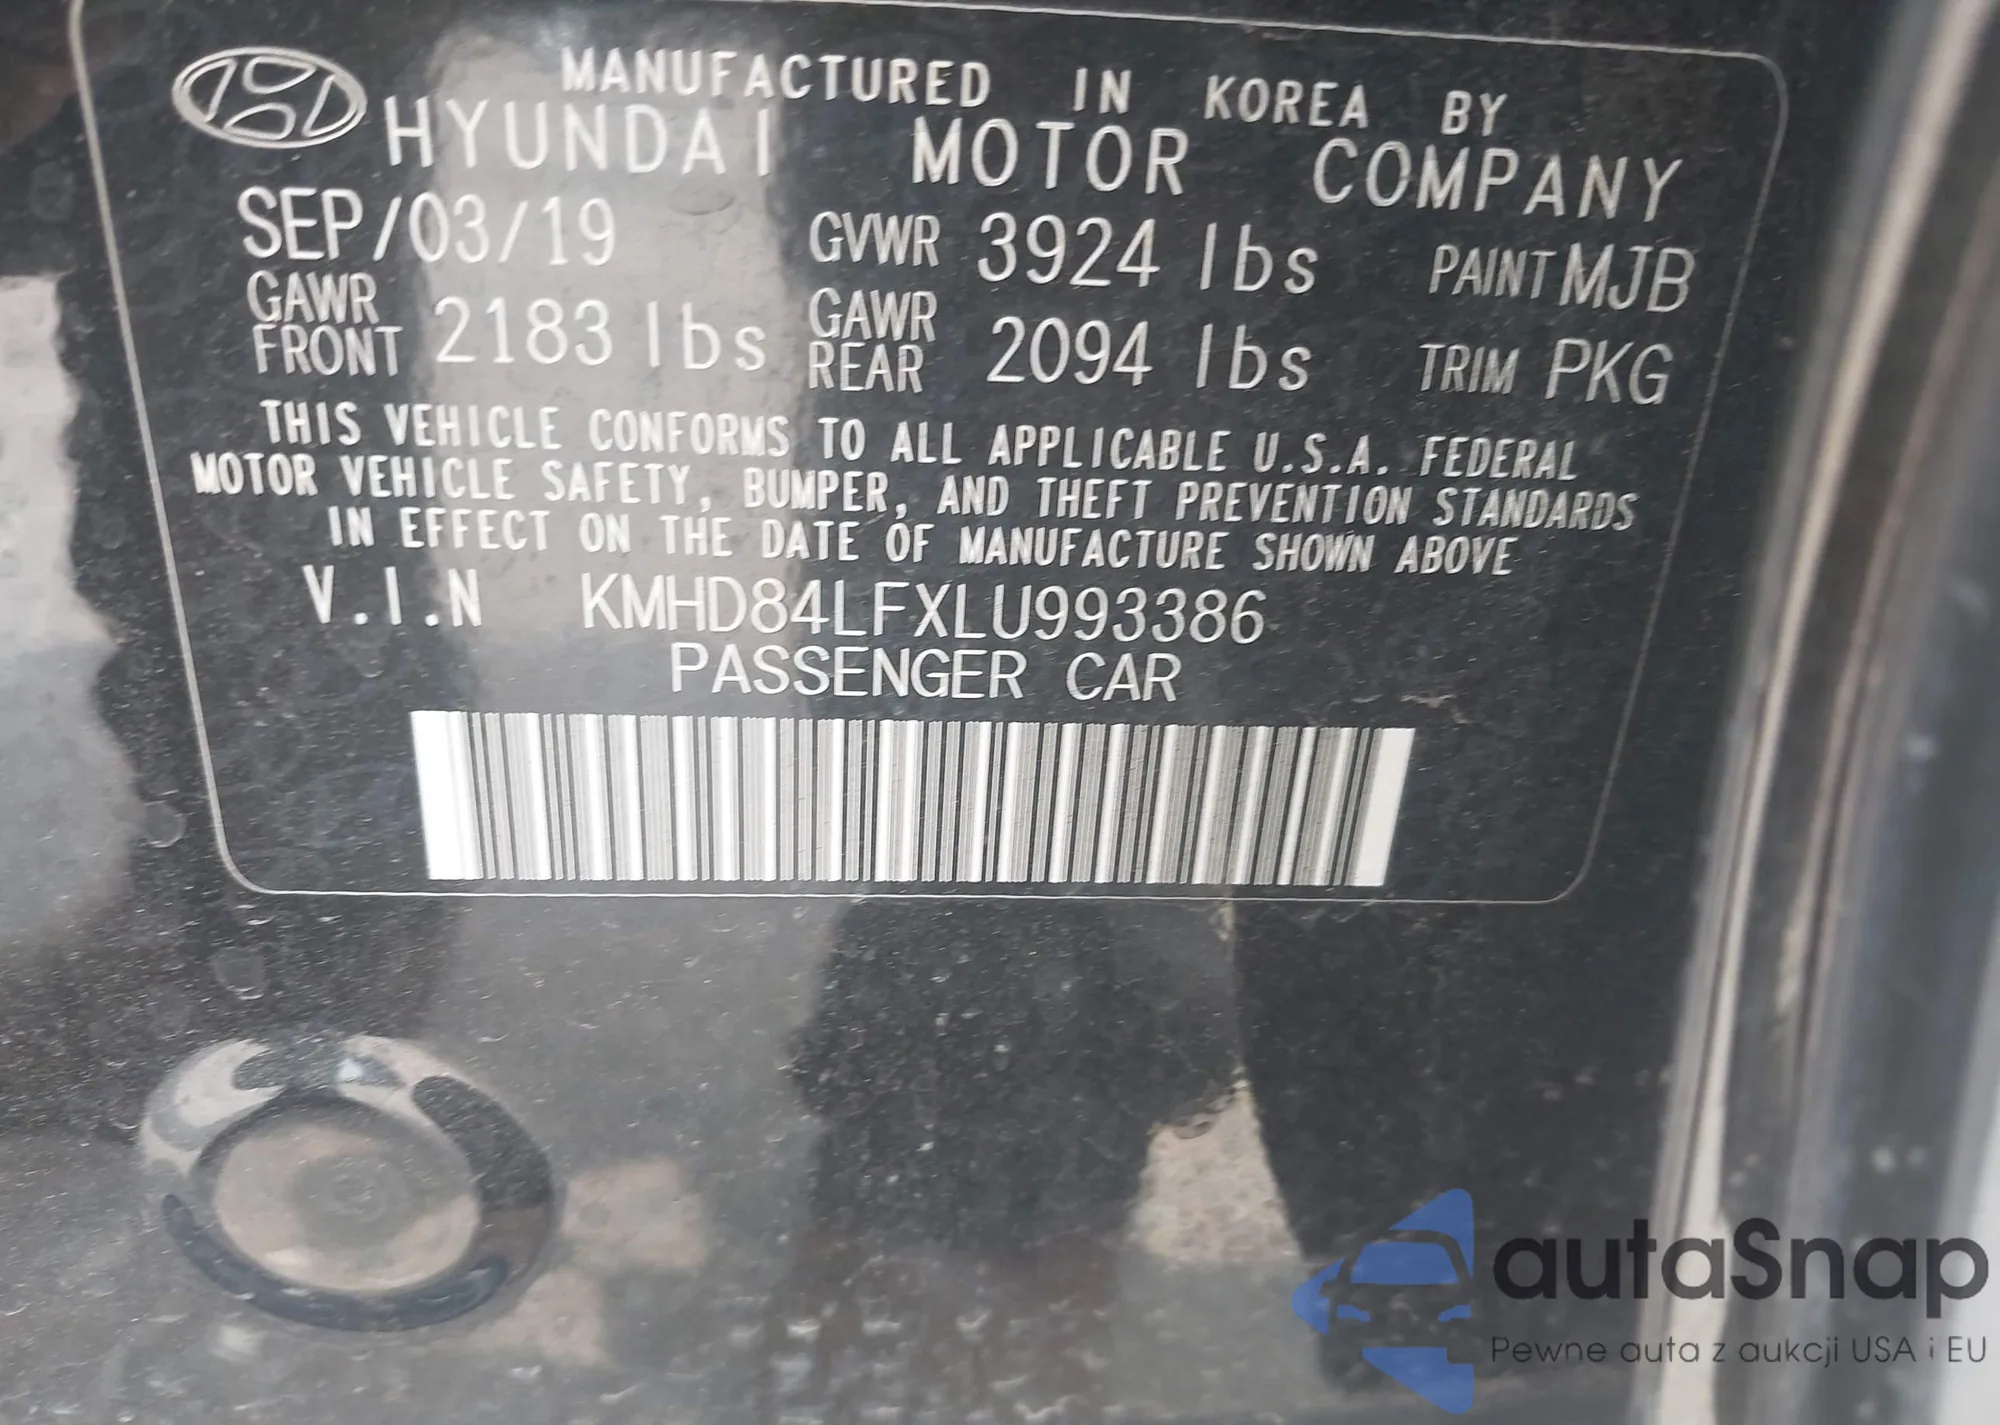 MANUFACTURED IN KOREA BY
HYUNDAI MOTOR COMPANY
SEP/03/19 GVWR 3924 lbs PAINT MJB
GAWR FRONT 2183 lbs GAWR REAR 2094 lbs TRIM PKG
THIS VEHICLE CONFORMS TO ALL APPLICABLE U.S.A. FEDERAL
MOTOR VEHICLE SAFETY, BUMPER, AND THEFT PREVENTION STANDARDS
IN EFFECT ON THE DATE OF MANUFACTURE SHOWN ABOVE
V.I.N KMHD84LFXLU993386
PASSENGER CAR
autaSnap
Pewne auta z aukcji USA i EU